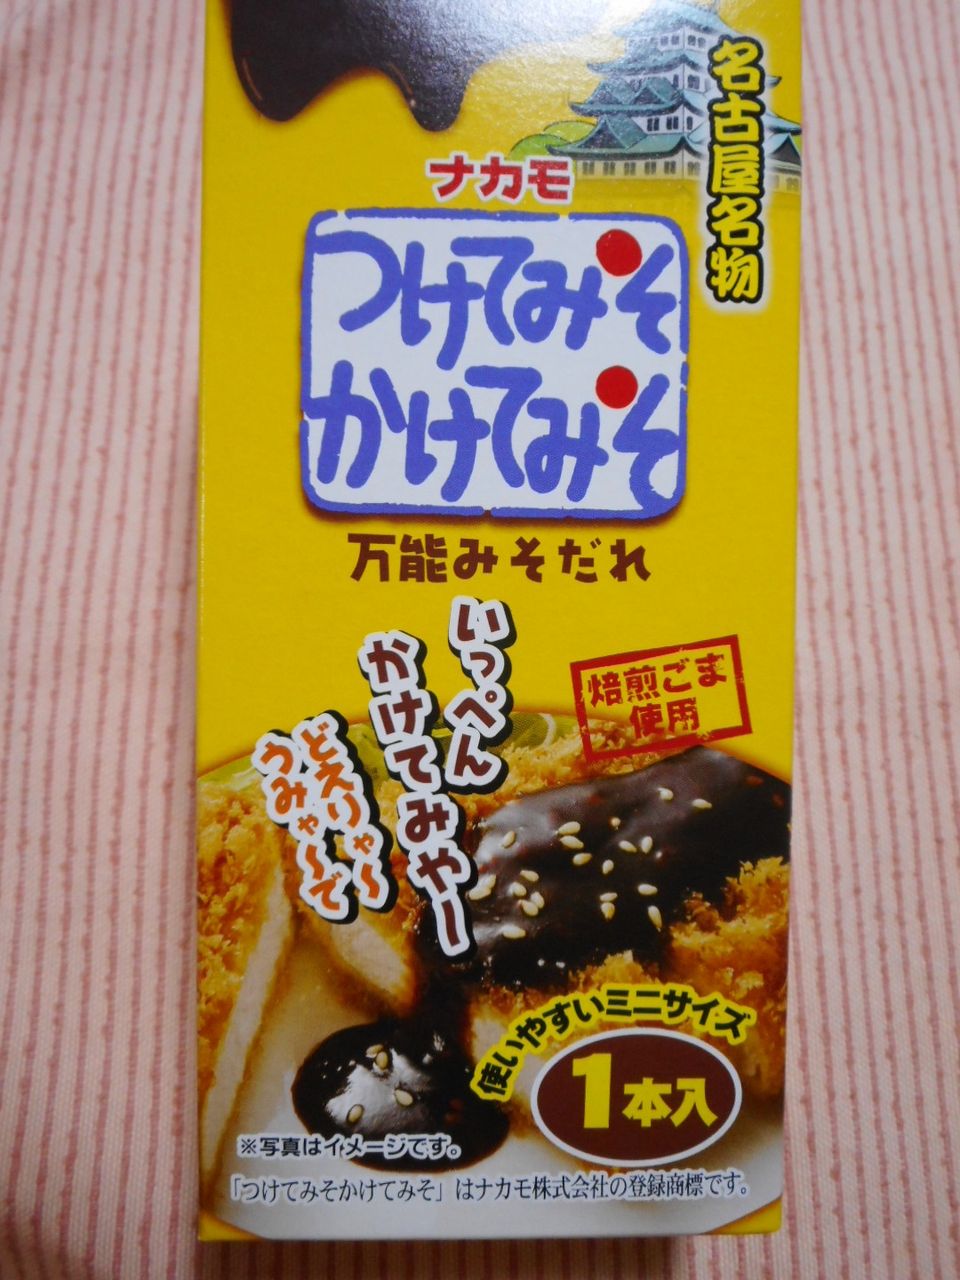 名古屋名物
ナカモ
つけてみそ
かけてみそ
万能みそだれ
いっぺん
かけてみやー
どえりゃ〜
うみゃ〜で
焙煎ごま
使用
使いやすいミニサイズ
1本入
※写真はイメージです。
「つけてみそかけてみそ」はナカモ株式会社の登録商標です。